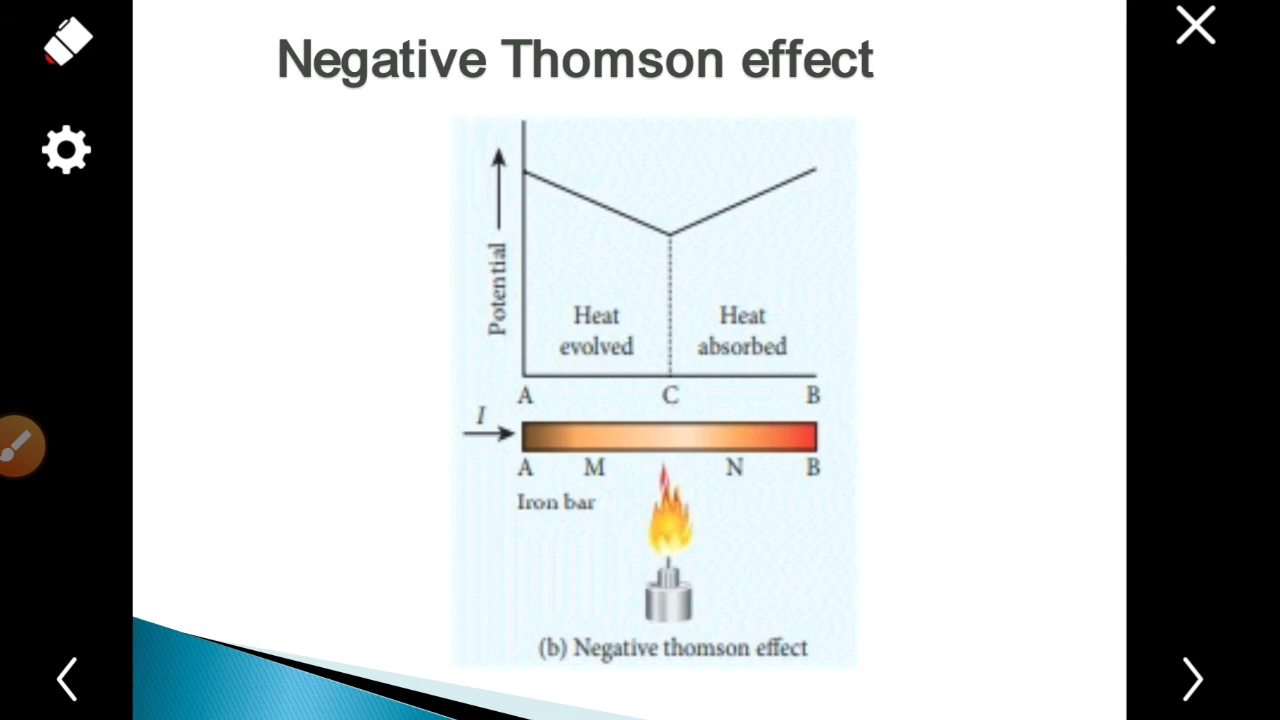 Negative Thomson effect
Potential
Heat
evolved
Heat
absorbed
A C B
I
A M N B
Iron bar
(b) Negative thomson effect